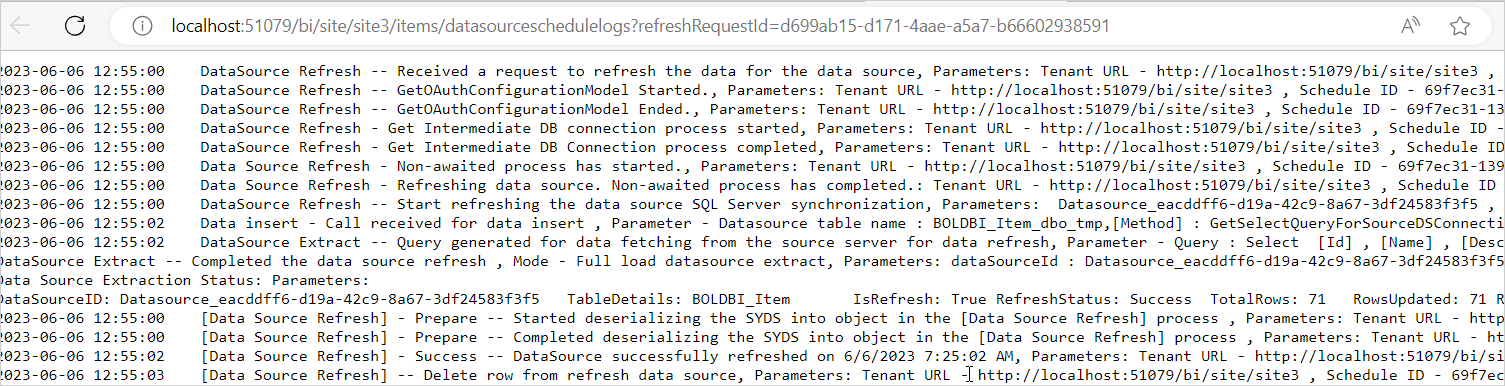 localhost:51079/bi/site/site3/items/datasourceschedulelogs?refreshRequestId=d699ab15-d171-4aae-a5a7-b66602938591
2023-06-06 12:55:00 DataSource Refresh -- Received a request to refresh the data for the data source, Parameters: Tenant URL - http://localhost:51079/bi/site/site3 ,
2023-06-06 12:55:00 DataSource Refresh -- GetOAuthConfigurationModel Started., Parameters: Tenant URL - http://localhost:51079/bi/site/site3 , Schedule ID - 69f7ec31-
2023-06-06 12:55:00 DataSource Refresh -- GetOAuthConfigurationModel Ended., Parameters: Tenant URL - http://localhost:51079/bi/site/site3 , Schedule ID - 69f7ec31-13
2023-06-06 12:55:00 DataSource Refresh - Get Intermediate DB connection process started, Parameters: Tenant URL - http://localhost:51079/bi/site/site3 , Schedule ID -
2023-06-06 12:55:00 DataSource Refresh - Get Intermediate DB Connection process completed, Parameters: Tenant URL - http://localhost:51079/bi/site/site3 , Schedule ID
2023-06-06 12:55:00 Data Source Refresh - Non-awaited process has started., Parameters: Tenant URL - http://localhost:51079/bi/site/site3 , Schedule ID - 69f7ec31-139
2023-06-06 12:55:00 Data Source Refresh - Refreshing data source. Non-awaited process has completed.: Tenant URL - http://localhost:51079/bi/site/site3 , Schedule ID
2023-06-06 12:55:00 DataSource Refresh -- Start refreshing the data source SQL Server synchronization, Parameters: Datasource_eacddff6-d19a-42c9-8a67-3df24583f3f5 ,
2023-06-06 12:55:02 Data insert - Call received for data insert , Parameter - Datasource table name : BOLDBI_Item_dbo_tmp,[Method] : GetSelectQueryForSourceDSConnecti
2023-06-06 12:55:02 DataSource Extract -- Query generated for data fetching from the source server for data refresh, Parameter - Query : Select [Id] , [Name] , [Desc
DataSource Extract -- Completed the data source refresh , Mode - Full load datasource extract, Parameters: dataSourceId : Datasource_eacddff6-d19a-42c9-8a67-3df24583f3f5
Data Source Extraction Status: Parameters:
DataSourceID: Datasource_eacddff6-d19a-42c9-8a67-3df24583f3f5 TableDetails: BOLDBI_Item IsRefresh: True RefreshStatus: Success TotalRows: 71 RowsUpdated: 71 R
2023-06-06 12:55:00 [Data Source Refresh] - Prepare -- Started deserializing the SYDS into object in the [Data Source Refresh] process , Parameters: Tenant URL - http
2023-06-06 12:55:00 [Data Source Refresh] - Prepare -- Completed deserializing the SYDS into object in the [Data Source Refresh] process , Parameters: Tenant URL - ht
2023-06-06 12:55:02 [Data Source Refresh] - Success -- DataSource successfully refreshed on 6/6/2023 7:25:02 AM, Parameters: Tenant URL - http://localhost:51079/bi/si
2023-06-06 12:55:03 [Data Source Refresh] -- Delete row from refresh data source, Parameters: Tenant URL - http://localhost:51079/bi/site/site3 , Schedule ID - 69f7ec